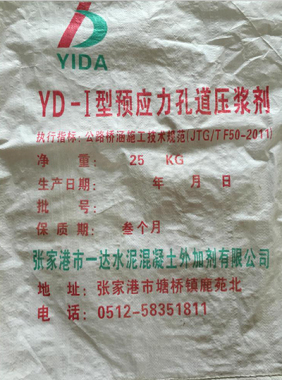 YIDA
YD-I型预应力孔道压浆剂
执行指标：公路桥涵施工技术规范(JTG/T F50-2011)
净 重： 25 KG
生产日期： 年 月 日
批 号：
保 质 期： 叁个月
张家港市一达水泥混凝土外加剂有限公司
地 址：张家港市塘桥镇鹿苑北
电 话：0512-58351811